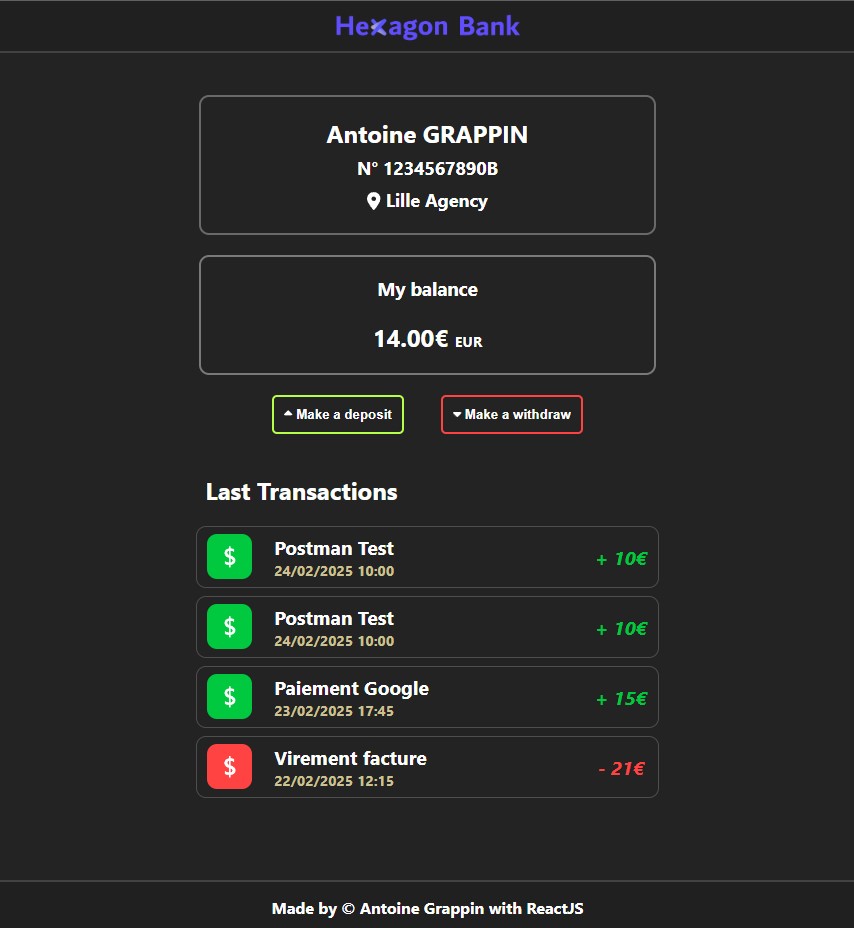 Hexagon Bank
Antoine GRAPPIN
N° 1234567890B
Lille Agency
My balance
14.00€ EUR
Make a deposit
Make a withdraw
Last Transactions
$ Postman Test + 10€
24/02/2025 10:00
$ Postman Test + 10€
24/02/2025 10:00
$ Paiement Google + 15€
23/02/2025 17:45
$ Virement facture - 21€
22/02/2025 12:15
Made by © Antoine Grappin with ReactJS